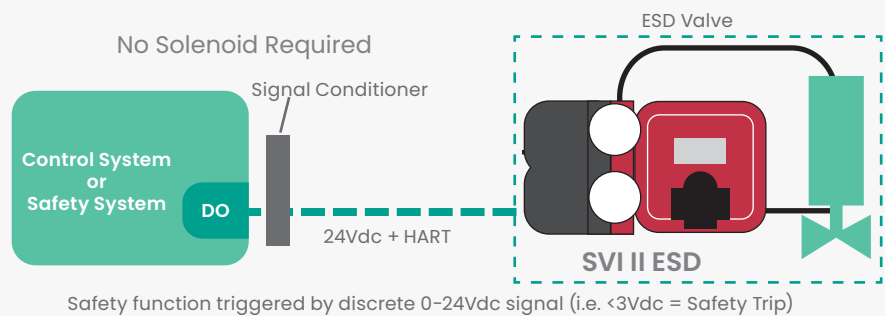 ESD Valve
No Solenoid Required
Signal Conditioner
Control System
or
Safety System
DO
24Vdc + HART
SVI II ESD
Safety function triggered by discrete 0-24Vdc signal (i.e. <3Vdc = Safety Trip)